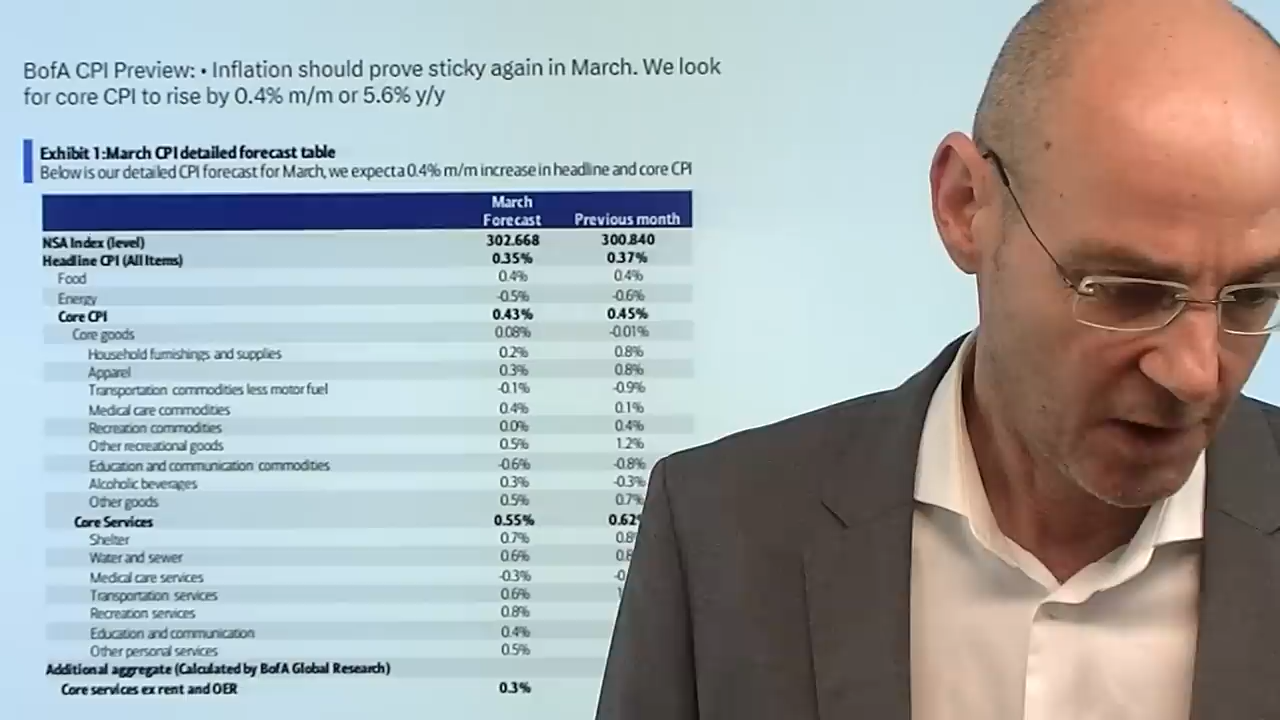 BofA CPI Preview: • Inflation should prove sticky again in March. We look
for core CPI to rise by 0.4% m/m or 5.6% y/y
Exhibit 1:March CPI detailed forecast table
Below is our detailed CPI forecast for March, we expect a 0.4% m/m increase in headline and core CPI
March
Forecast Previous month
NSA Index (level) 302.668 300.840
Headline CPI (All Items) 0.35% 0.37%
Food 0.4% 0.4%
Energy -0.5% -0.6%
Core CPI 0.43% 0.45%
Core goods 0.08% -0.01%
Household furnishings and supplies 0.2% 0.8%
Apparel 0.3% 0.8%
Transportation commodities less motor fuel -0.1% -0.9%
Medical care commodities 0.4% 0.1%
Recreation commodities 0.0% 0.4%
Other recreational goods 0.5% 1.2%
Education and communication commodities -0.6% -0.8%
Alcoholic beverages 0.3% -0.3%
Other goods 0.5% 0.7%
Core Services 0.55% 0.62
Shelter 0.7% 0.8
Water and sewer 0.6% 0.8
Medical care services -0.3% -0
Transportation services 0.6%
Recreation services 0.8%
Education and communication 0.4%
Other personal services 0.5%
Additional aggregate (Calculated by BofA Global Research)
Core services ex rent and OER 0.3%